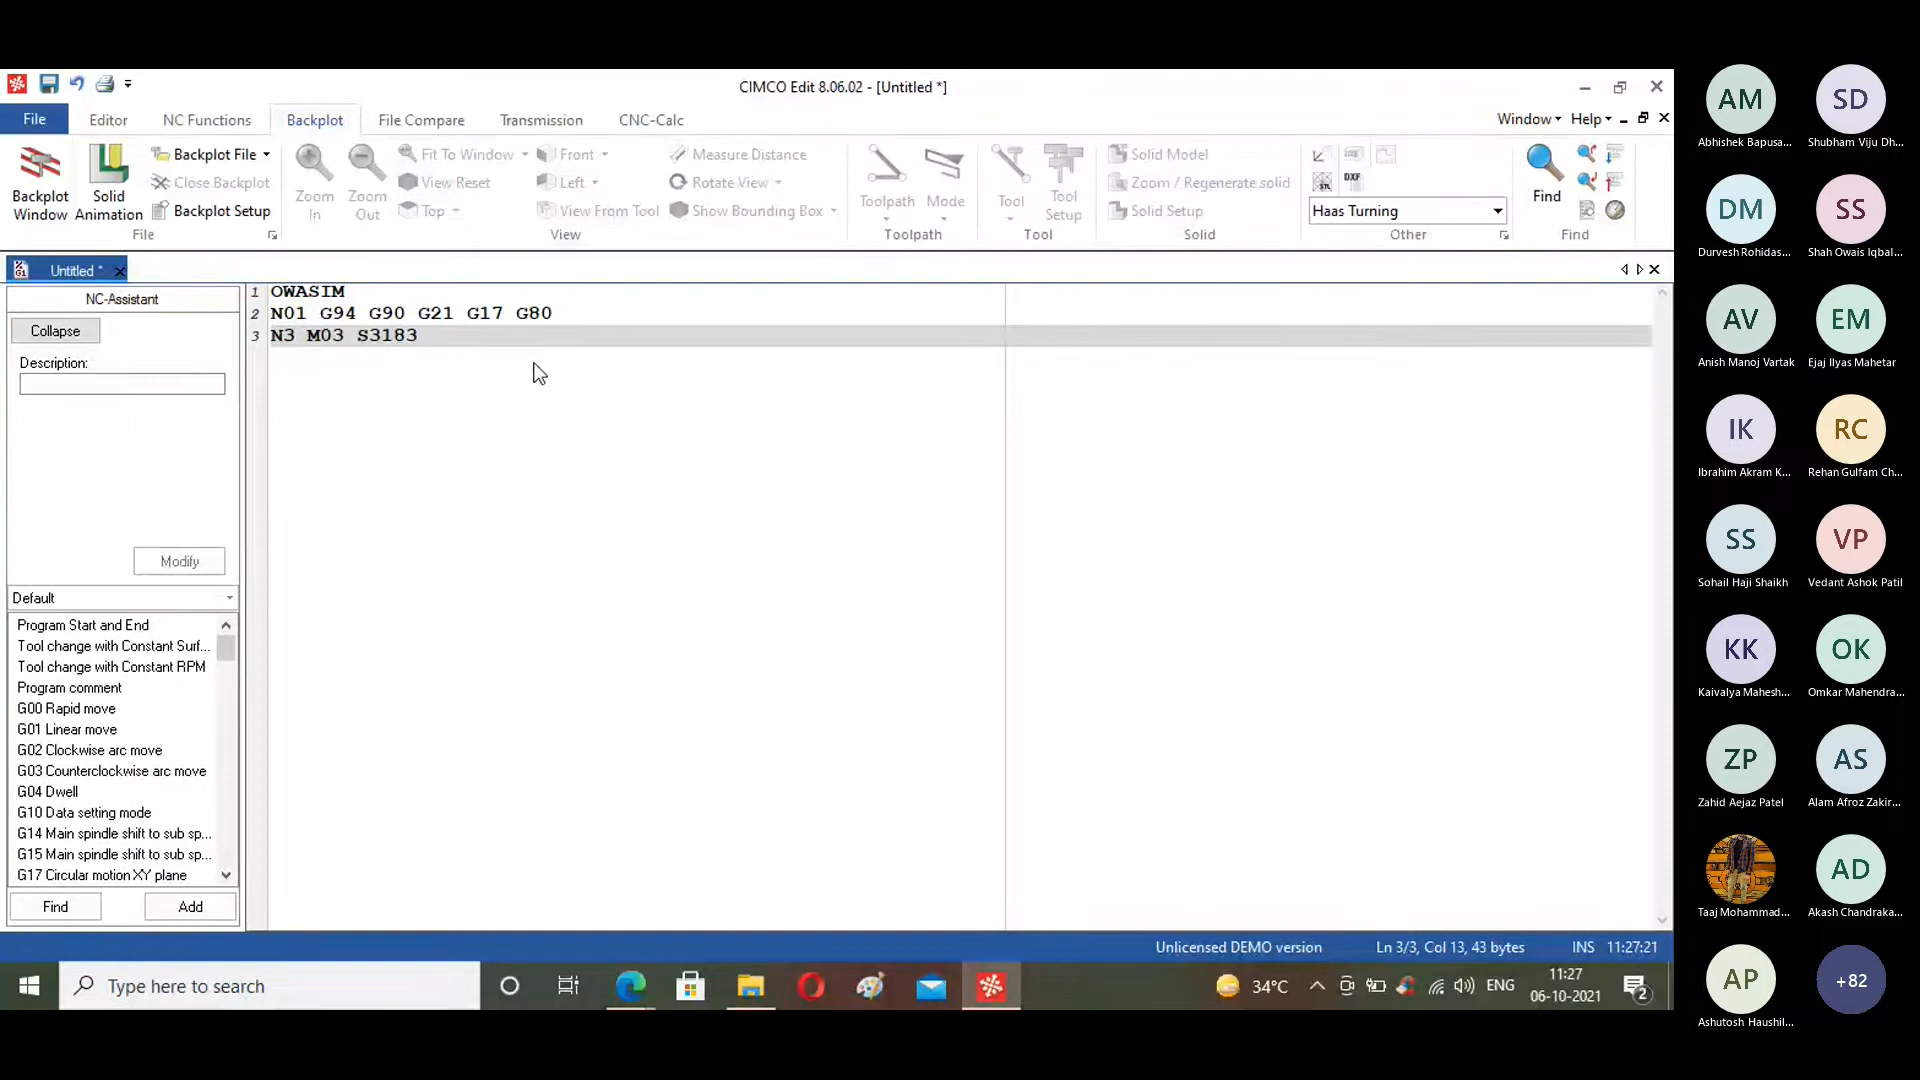 CIMCO Edit 8.06.02 - [Untitled *]
File
Editor
NC Functions
Backplot
File Compare
Transmission
CNC-Calc
Window
Help
Backplot Window
Solid Animation
Backplot File
Close Backplot
Backplot Setup
File
Zoom In
Zoom Out
Fit To Window
View Reset
Top
Front
Left
View From Tool
Measure Distance
Rotate View
Show Bounding Box
View
Toolpath
Mode
Toolpath
Tool
Tool Setup
Tool
Solid Model
Zoom / Regenerate solid
Solid Setup
Solid
DXF
Haas Turning
Other
Find
Find
Untitled *
NC-Assistant
Collapse
Description:
Modify
Default
Program Start and End
Tool change with Constant Surf...
Tool change with Constant RPM
Program comment
G00 Rapid move
G01 Linear move
G02 Clockwise arc move
G03 Counterclockwise arc move
G04 Dwell
G10 Data setting mode
G14 Main spindle shift to sub sp...
G15 Main spindle shift to sub sp...
G17 Circular motion XY plane
Find
Add
1 OWASIM
2 N01 G94 G90 G21 G17 G80
3 N3 M03 S3183
Unlicensed DEMO version
Ln 3/3, Col 13, 43 bytes
INS
11:27:21
Type here to search
34°C
ENG
11:27
06-10-2021
2
AM
Abhishek Bapusa...
SD
Shubham Viju Dh...
DM
Durvesh Rohidas...
SS
Shah Owais Iqbal...
AV
Anish Manoj Vartak
EM
Ejaj Ilyas Mahetar
IK
Ibrahim Akram K...
RC
Rehan Gulfam Ch...
SS
Sohail Haji Shaikh
VP
Vedant Ashok Patil
KK
Kaivalya Mahesh...
OK
Omkar Mahendra...
ZP
Zahid Aejaz Patel
AS
Alam Afroz Zakir...
Taaj Mohammad...
AD
Akash Chandraka...
AP
Ashutosh Haushil...
+82